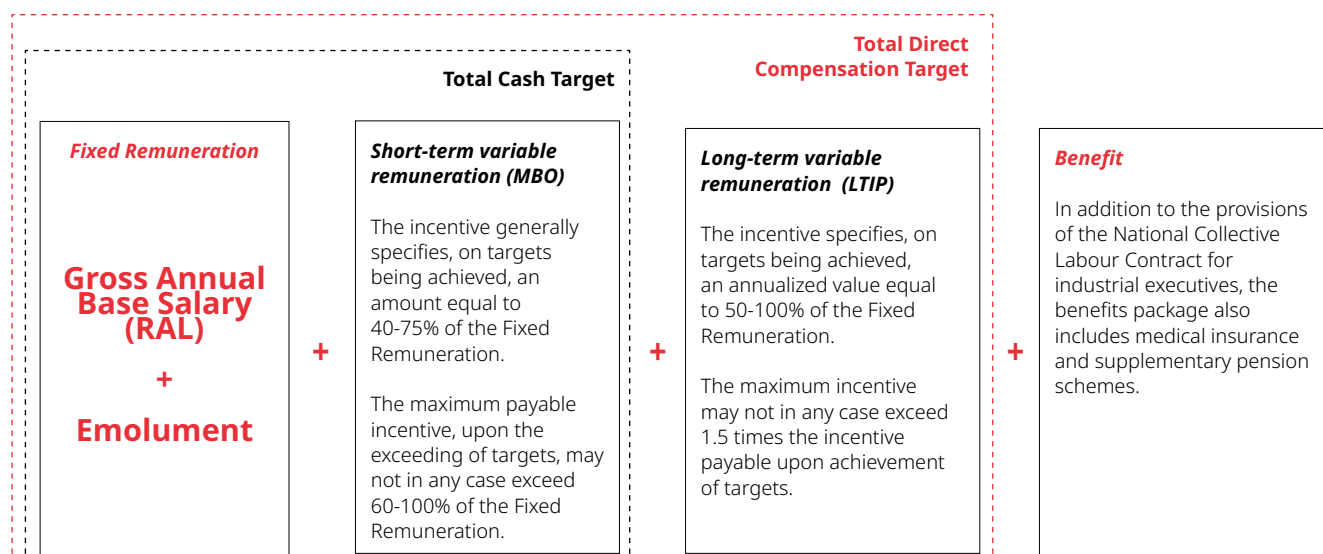 Total Direct
Compensation Target
Total Cash Target
Fixed Remuneration
Gross Annual
Base Salary
(RAL)
+
Emolument
+
Short-term variable
remuneration (MBO)
The incentive generally
specifies, on targets
being achieved, an
amount equal to
40-75% of the Fixed
Remuneration.
The maximum payable
incentive, upon the
exceeding of targets, may
not in any case exceed
60-100% of the Fixed
Remuneration.
+
Long-term variable
remuneration (LTIP)
The incentive specifies, on
targets being achieved,
an annualized value equal
to 50-100% of the Fixed
Remuneration.
The maximum incentive
may not in any case exceed
1.5 times the incentive
payable upon achievement
of targets.
+
Benefit
In addition to the provisions
of the National Collective
Labour Contract for
industrial executives, the
benefits package also
includes medical insurance
and supplementary pension
schemes.